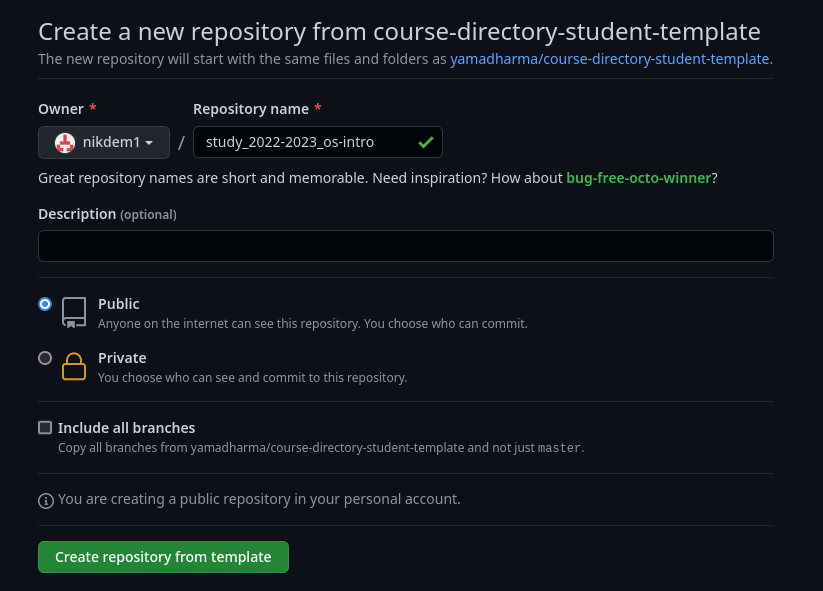 Create a new repository from course-directory-student-template
The new repository will start with the same files and folders as yamadharma/course-directory-student-template.
Owner * Repository name *
nikdem1 / study_2022-2023_os-intro
Great repository names are short and memorable. Need inspiration? How about bug-free-octo-winner?
Description (optional)
Public
Anyone on the internet can see this repository. You choose who can commit.
Private
You choose who can see and commit to this repository.
Include all branches
Copy all branches from yamadharma/course-directory-student-template and not just master.
You are creating a public repository in your personal account.
Create repository from template